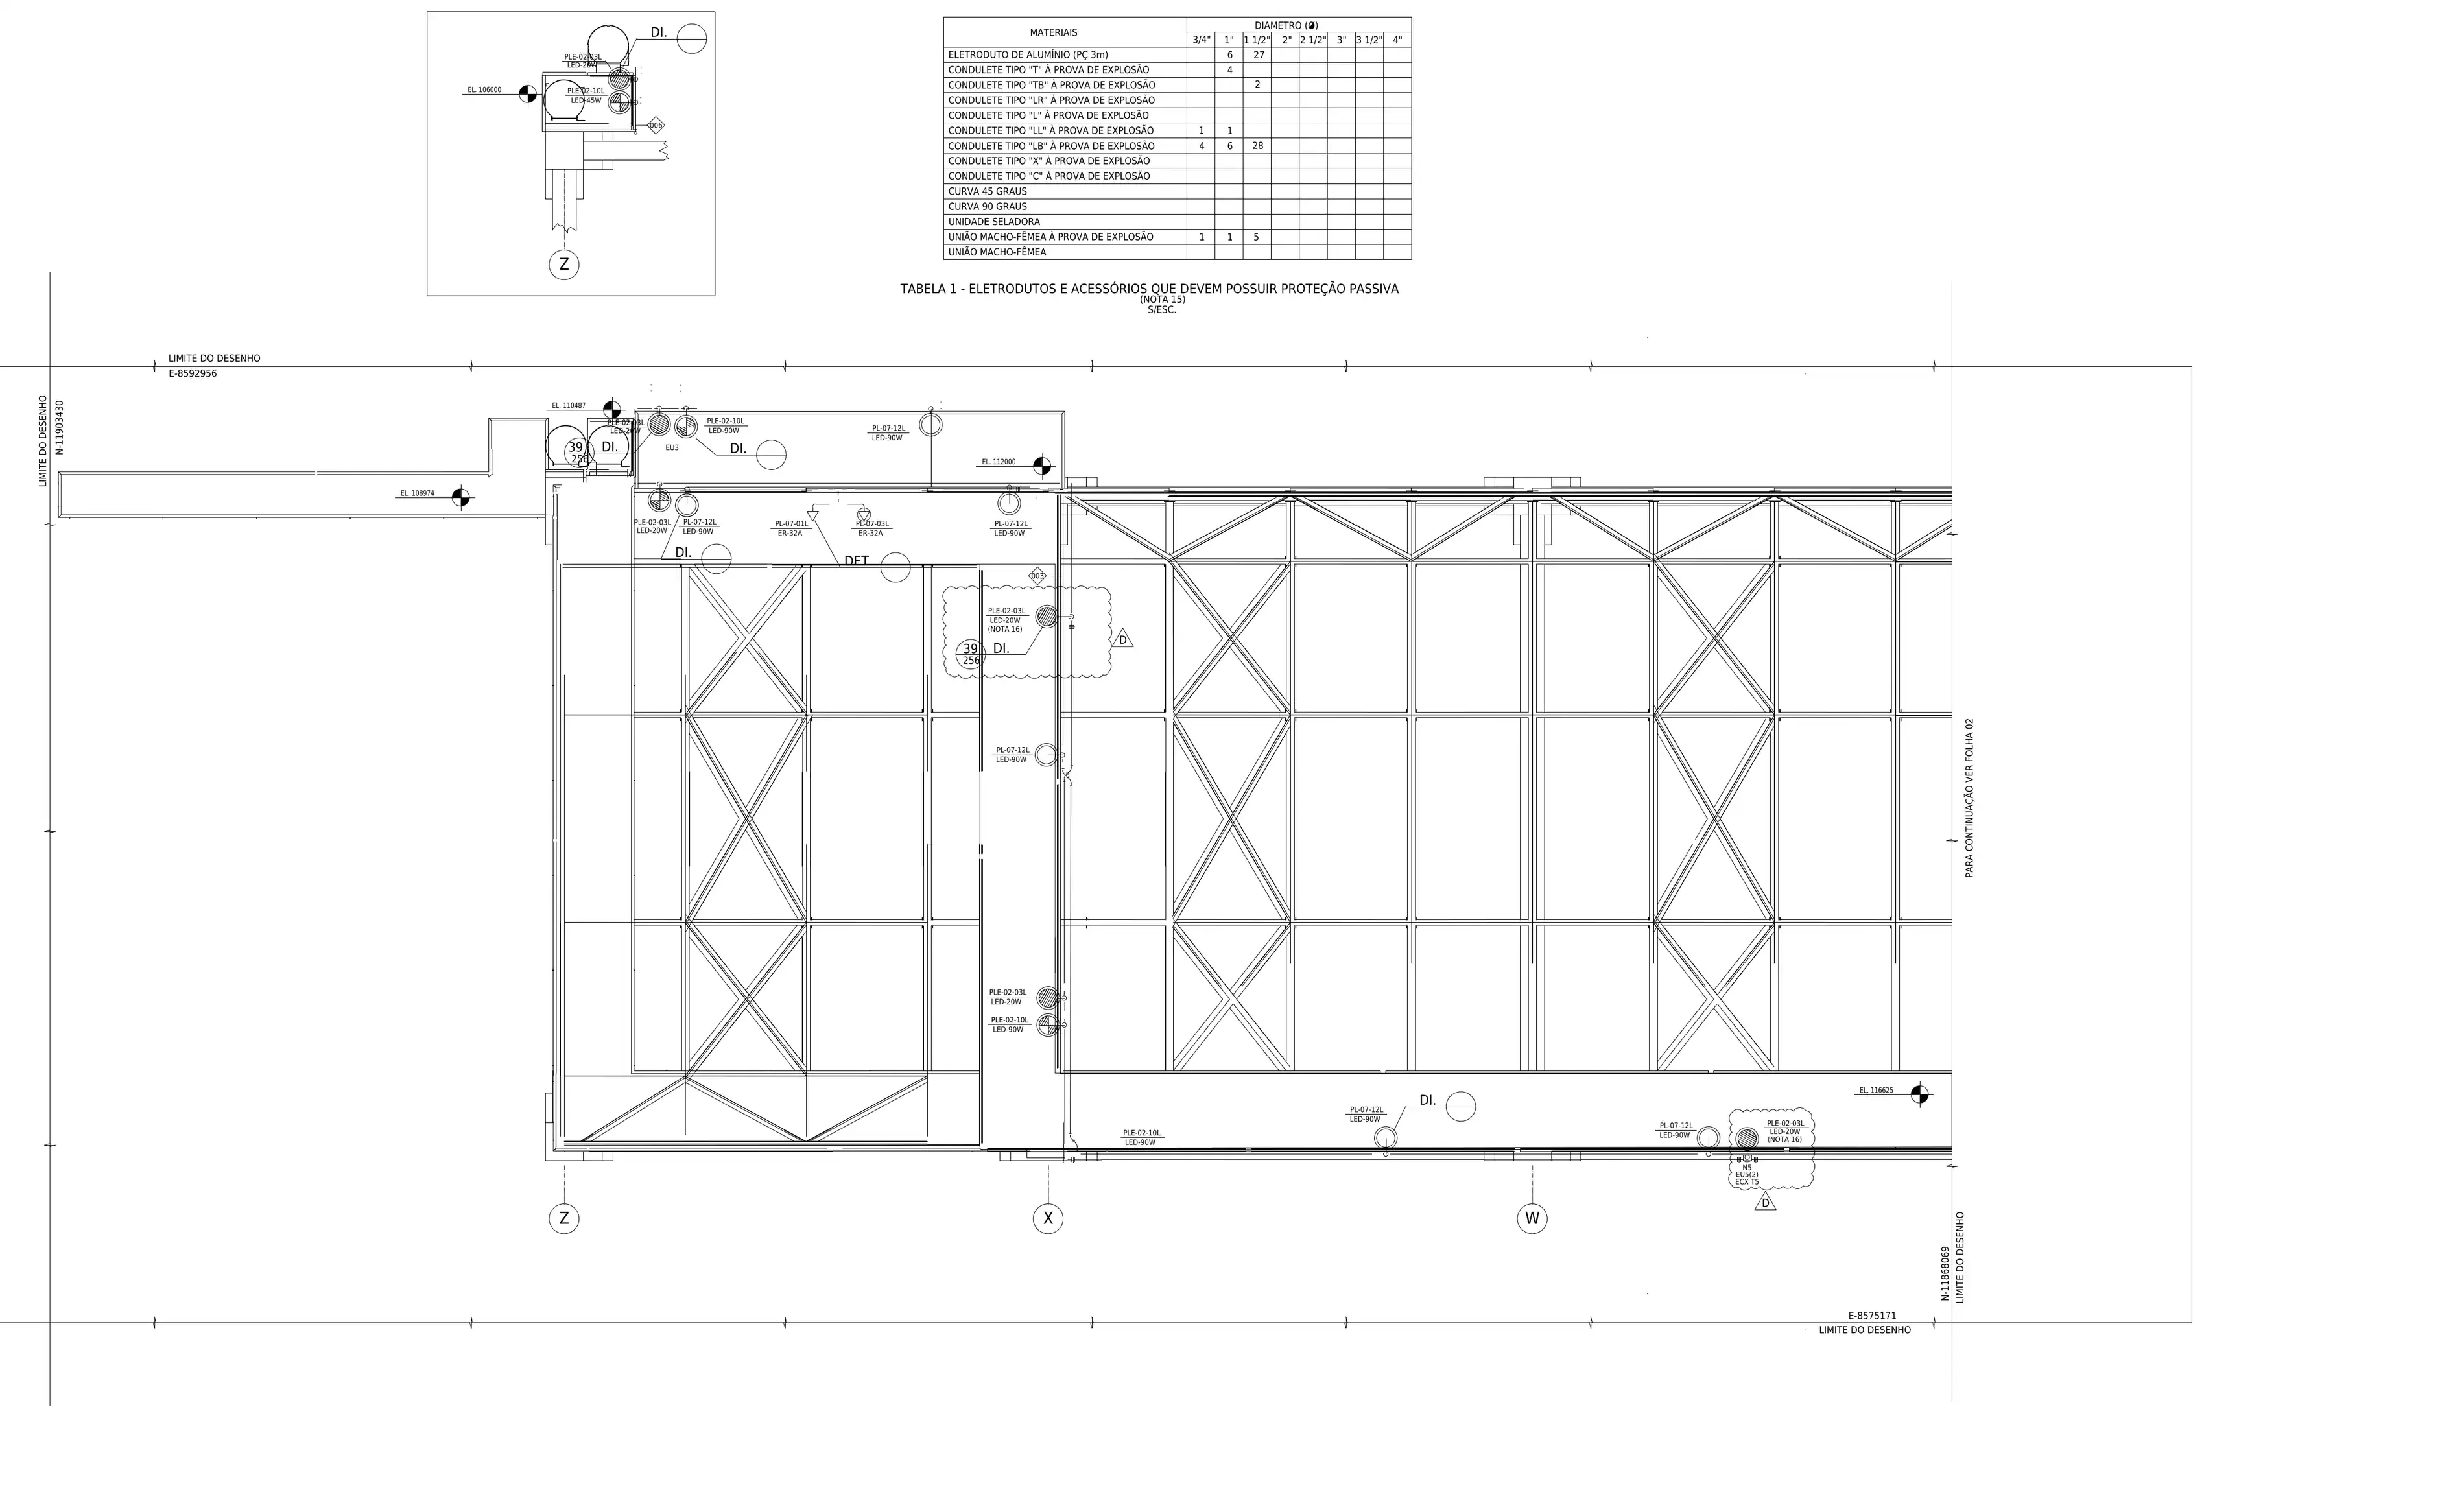 DI.
PLE-02-03L
LED-20W
EL. 106000
PLE-02-10L
LED-45W
006
Z
MATERIAIS
DIAMETRO (Ø)
3/4" 1" 1 1/2" 2" 2 1/2" 3" 3 1/2" 4"
ELETRODUTO DE ALUMÍNIO (PÇ 3m) 6 27
CONDULETE TIPO "T" À PROVA DE EXPLOSÃO 4
CONDULETE TIPO "TB" À PROVA DE EXPLOSÃO 2
CONDULETE TIPO "LR" À PROVA DE EXPLOSÃO
CONDULETE TIPO "L" À PROVA DE EXPLOSÃO
CONDULETE TIPO "LL" À PROVA DE EXPLOSÃO 1 1
CONDULETE TIPO "LB" À PROVA DE EXPLOSÃO 4 6 28
CONDULETE TIPO "X" À PROVA DE EXPLOSÃO
CONDULETE TIPO "C" À PROVA DE EXPLOSÃO
CURVA 45 GRAUS
CURVA 90 GRAUS
UNIDADE SELADORA
UNIÃO MACHO-FÊMEA À PROVA DE EXPLOSÃO 1 1 5
UNIÃO MACHO-FÊMEA
TABELA 1 - ELETRODUTOS E ACESSÓRIOS QUE DEVEM POSSUIR PROTEÇÃO PASSIVA
(NOTA 15)
S/ESC.
LIMITE DO DESENHO
E-8592956
LIMITE DO DESENHO
N-11903430
EL. 110487
PLE-02-03L
LED-20W
39
256
DI.
EU3
PLE-02-10L
LED-90W
DI.
PL-07-12L
LED-90W
EL. 112000
EL. 108974
PLE-02-03L
LED-20W
PL-07-12L
LED-90W
DI.
PL-07-01L
ER-32A
PL-07-03L
ER-32A
DET
PL-07-12L
LED-90W
003
PLE-02-03L
LED-20W
(NOTA 16)
39
256
DI.
D
PL-07-12L
LED-90W
PARA CONTINUAÇÃO VER FOLHA 02
PLE-02-03L
LED-20W
PLE-02-10L
LED-90W
EL. 116625
DI.
PL-07-12L
LED-90W
PLE-02-10L
LED-90W
PL-07-12L
LED-90W
PLE-02-03L
LED-20W
(NOTA 16)
N5
EU5(2)
ECX T5
D
Z
X
W
N-11868069
LIMITE DO DESENHO
E-8575171
LIMITE DO DESENHO